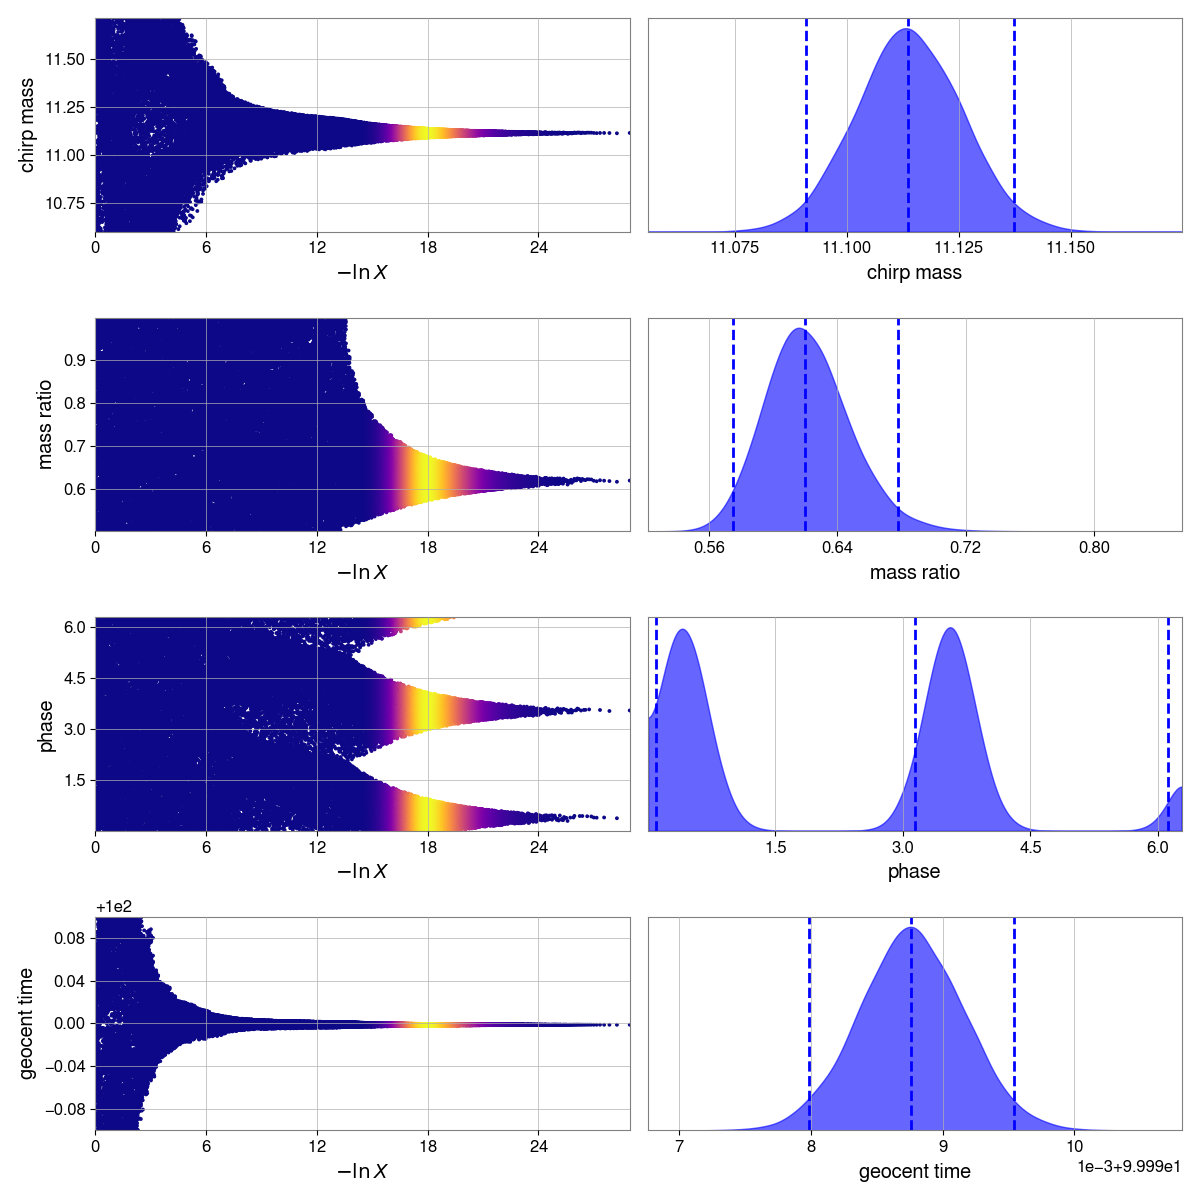 11.50
11.25
11.00
10.75
chirp mass
0 6 12 18 24
−ln X
11.075 11.100 11.125 11.150
chirp mass
0.9
0.8
0.7
0.6
mass ratio
0 6 12 18 24
−ln X
0.56 0.64 0.72 0.80
mass ratio
6.0
4.5
3.0
1.5
phase
0 6 12 18 24
−ln X
1.5 3.0 4.5 6.0
phase
+1e2
0.08
0.04
0.00
−0.04
−0.08
geocent time
0 6 12 18 24
−ln X
7 8 9 10
1e−3+9.999e1
geocent time